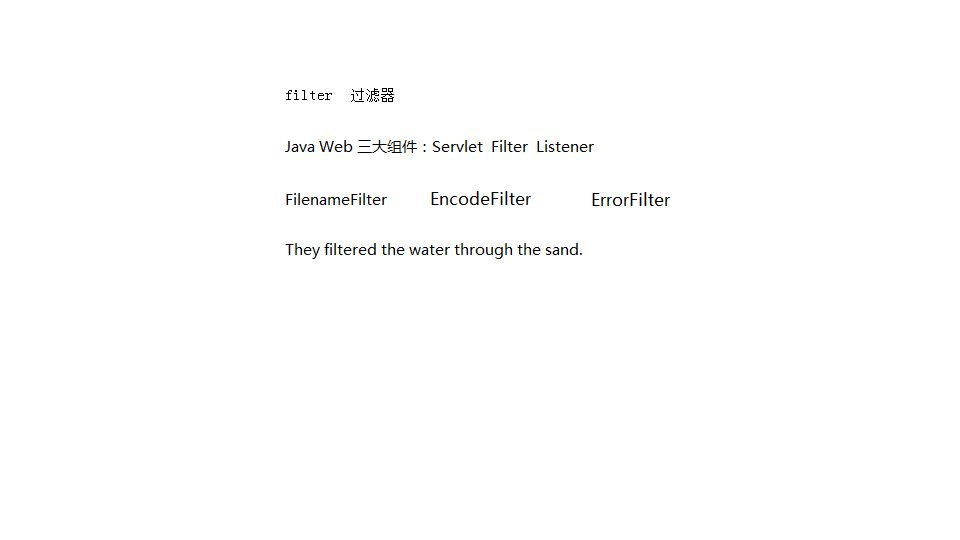 filter 过滤器
Java Web 三大组件：Servlet Filter Listener
FilenameFilter EncodeFilter ErrorFilter
They filtered the water through the sand.